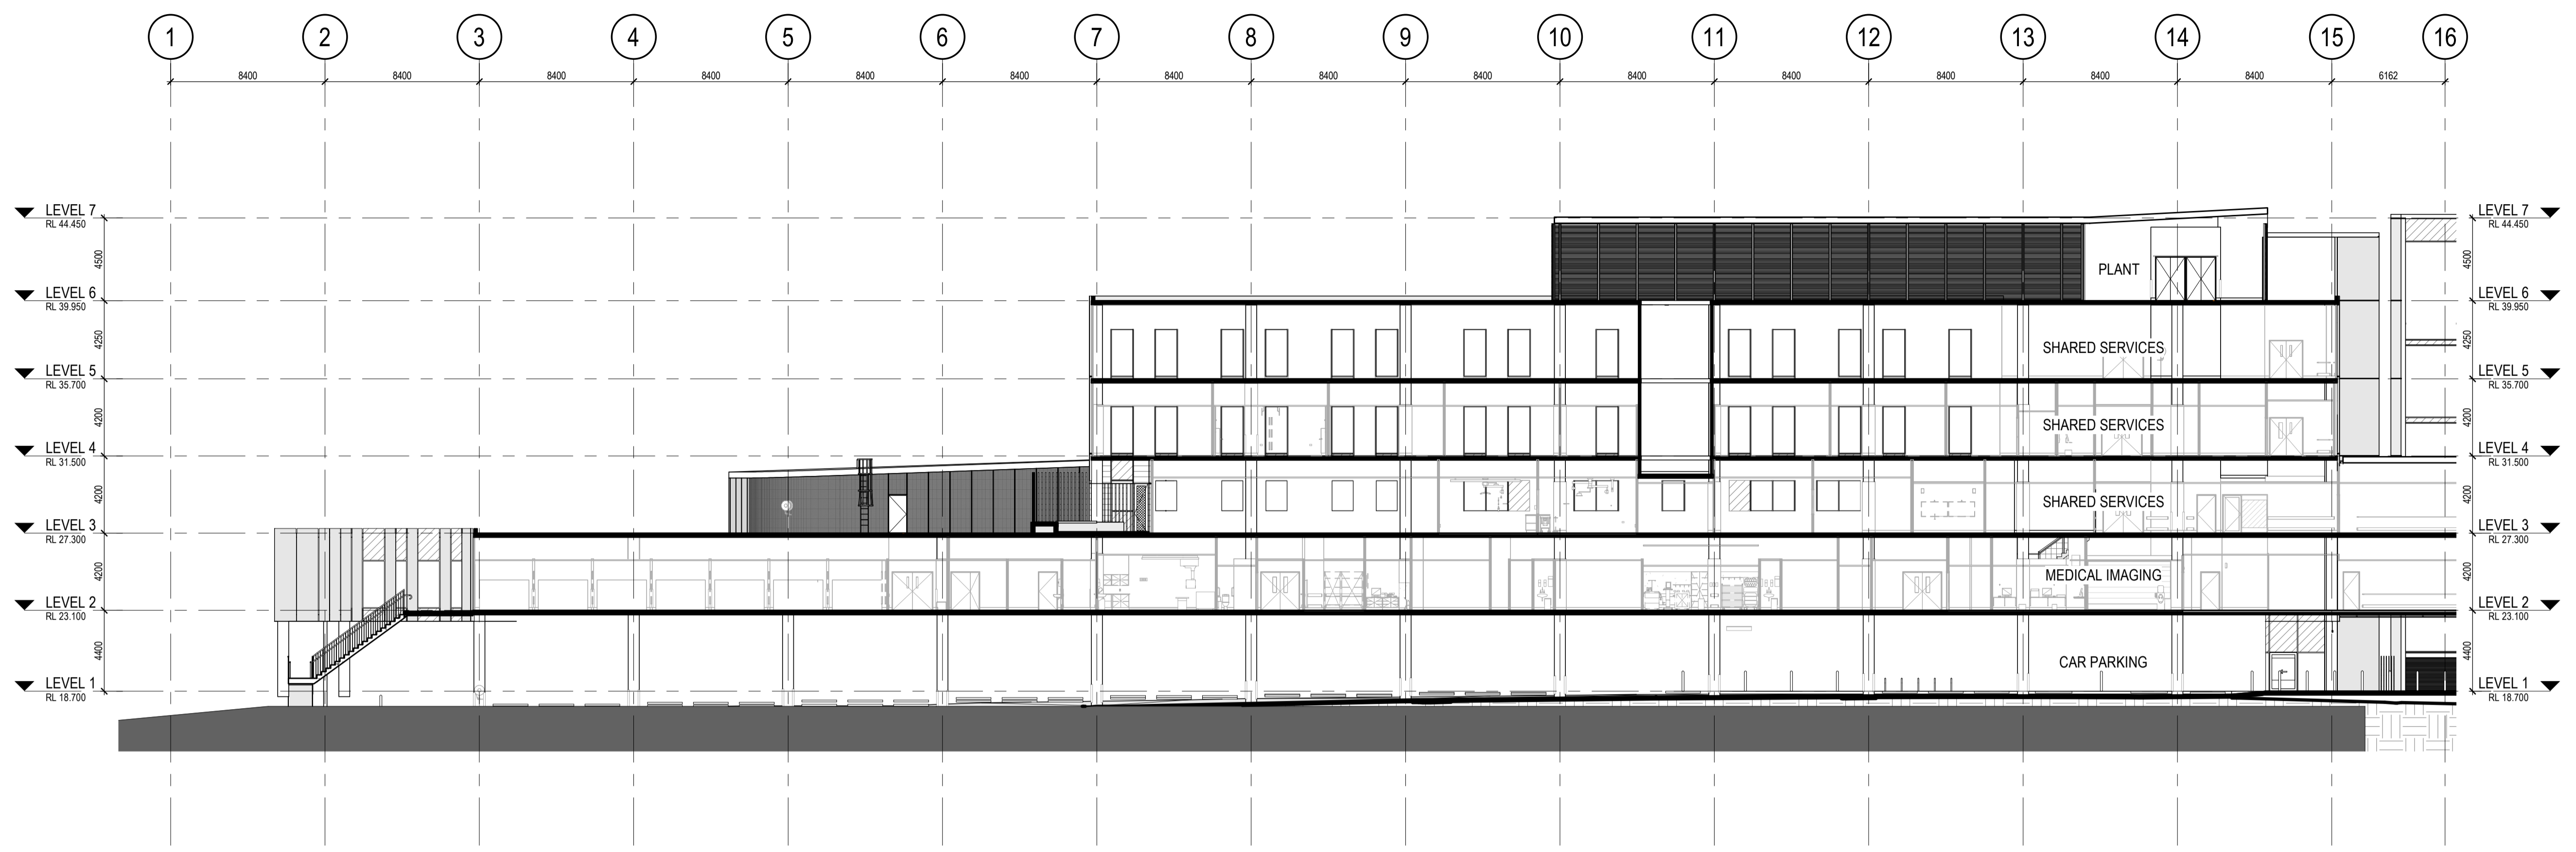 1 2 3 4 5 6 7 8 9 10 11 12 13 14 15 16
8400 8400 8400 8400 8400 8400 8400 8400 8400 8400 8400 8400 8400 8400 6162
LEVEL 7 LEVEL 7
RL 44.450 RL 44.450
4500 4500
PLANT
LEVEL 6 LEVEL 6
RL 39.950 RL 39.950
4250 4250
SHARED SERVICES
LEVEL 5 LEVEL 5
RL 35.700 RL 35.700
4200 4200
SHARED SERVICES
LEVEL 4 LEVEL 4
RL 31.500 RL 31.500
4200 4200
SHARED SERVICES
LEVEL 3 LEVEL 3
RL 27.300 RL 27.300
4200 4200
MEDICAL IMAGING
LEVEL 2 LEVEL 2
RL 23.100 RL 23.100
4400 4400
CAR PARKING
LEVEL 1 LEVEL 1
RL 18.700 RL 18.700